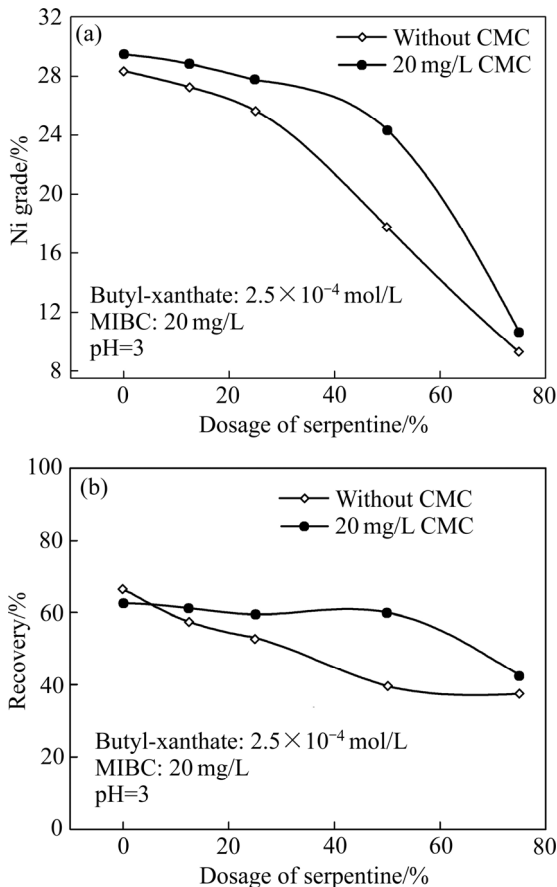 (a)
Without CMC
20 mg/L CMC
32
28
24
20
16
12
8
Ni grade/%
Butyl-xanthate: 2.5×10⁻⁴ mol/L
MIBC: 20 mg/L
pH=3
0 20 40 60 80
Dosage of serpentine/%
(b)
Without CMC
20 mg/L CMC
100
80
60
40
20
0
Recovery/%
Butyl-xanthate: 2.5×10⁻⁴ mol/L
MIBC: 20 mg/L
pH=3
0 20 40 60 80
Dosage of serpentine/%